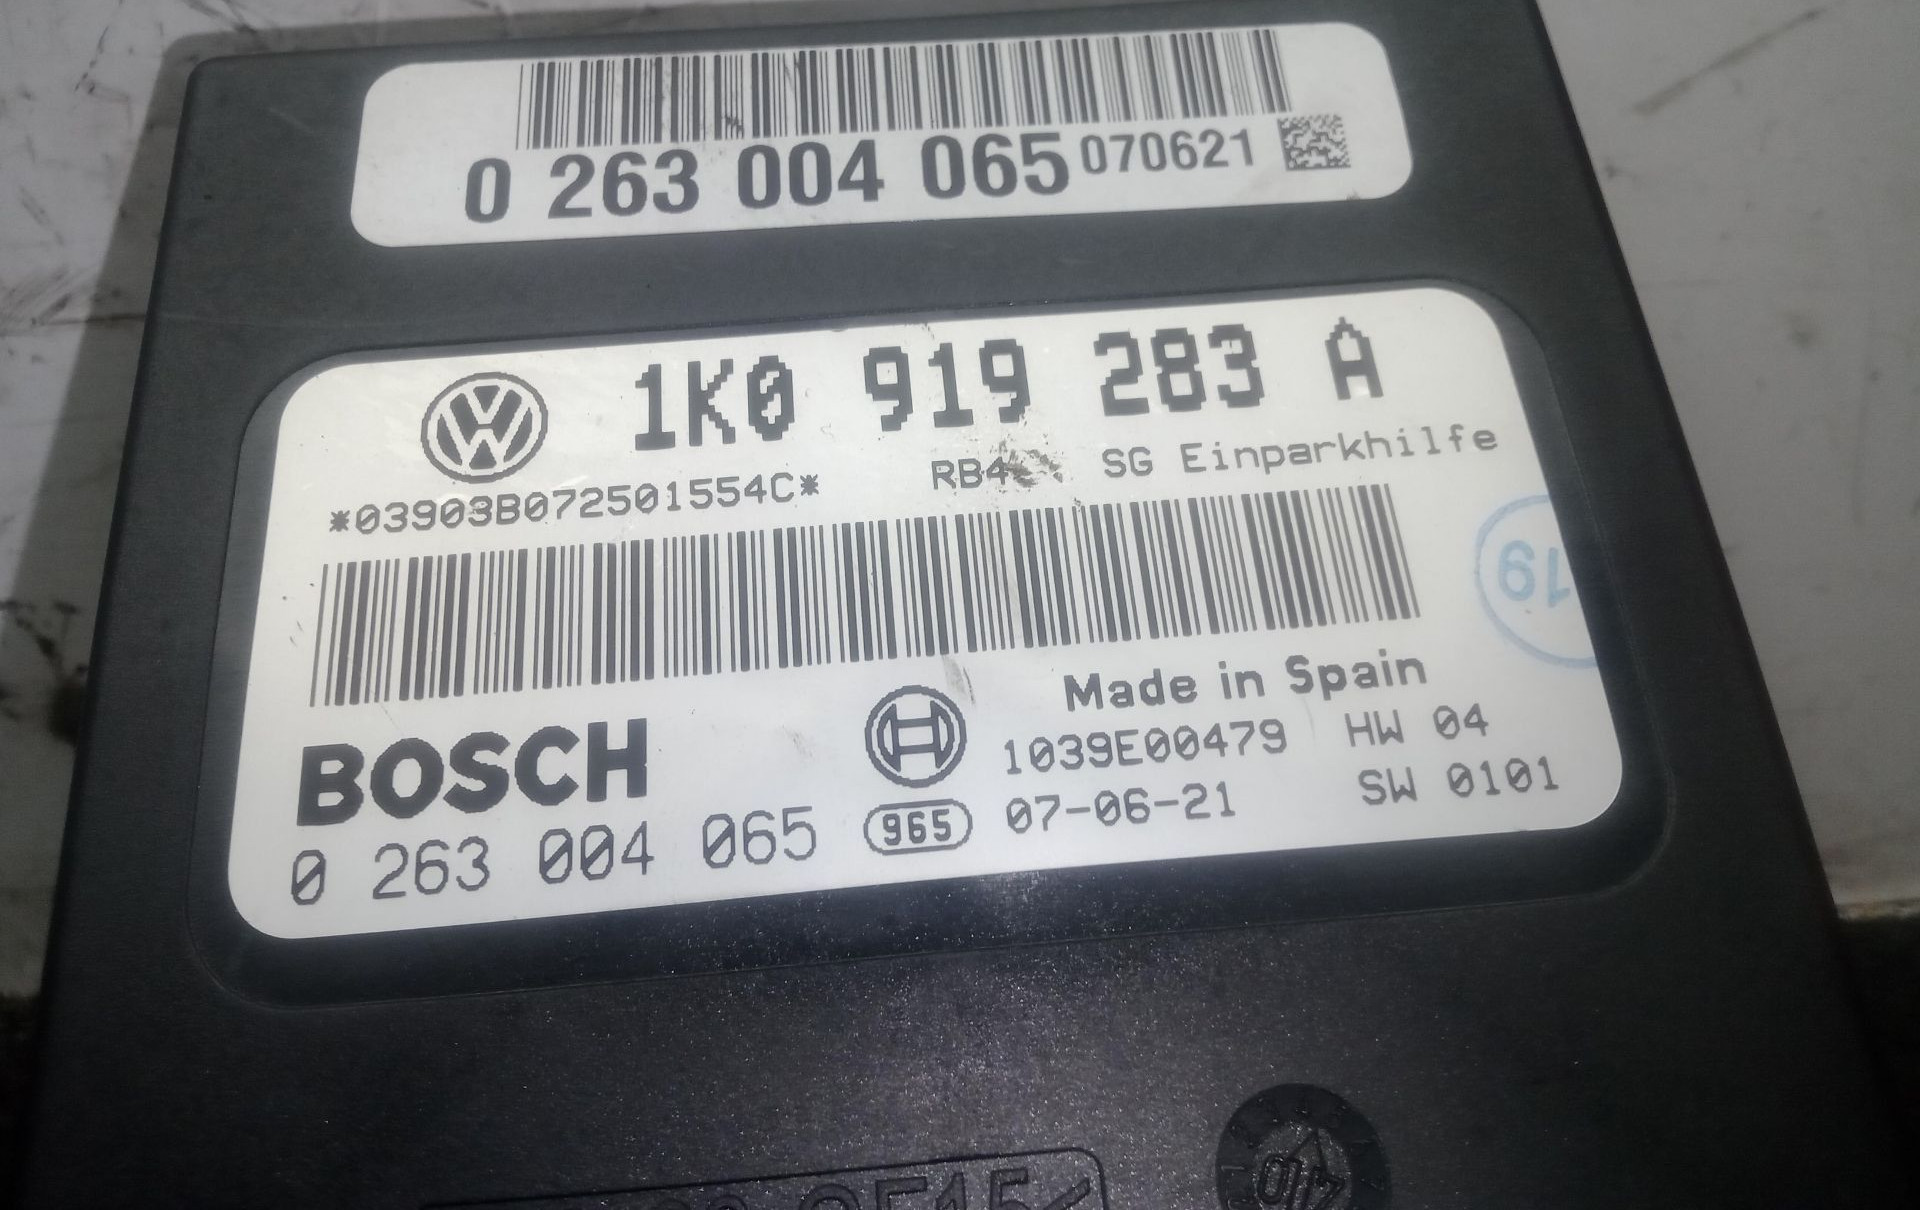 0 263 004 065 070621
1K0 919 283 A
*03903B072501554C* RB4 SG Einparkhilfe
19
Made in Spain
BOSCH 1039E00479 HW 04
0 263 004 065 965 07-06-21 SW 0101